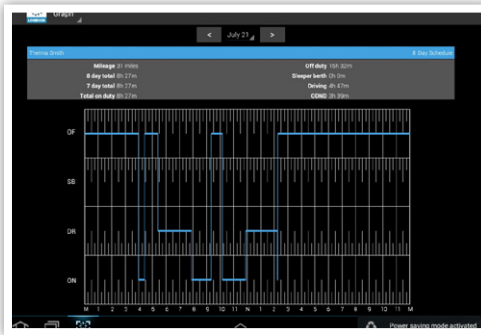 Graph
< July 21 >
Thelma Smith 8 Day Schedule
Mileage 31 miles Off duty 15h 32m
8 day total 8h 27m Sleeper berth 0h 0m
7 day total 8h 27m Driving 4h 47m
Total on duty 8h 27m COND 3h 39m
OF
SB
DR
ON
M 1 2 3 4 5 6 7 8 9 10 11 N 1 2 3 4 5 6 7 8 9 10 11 M
Power saving mode activated